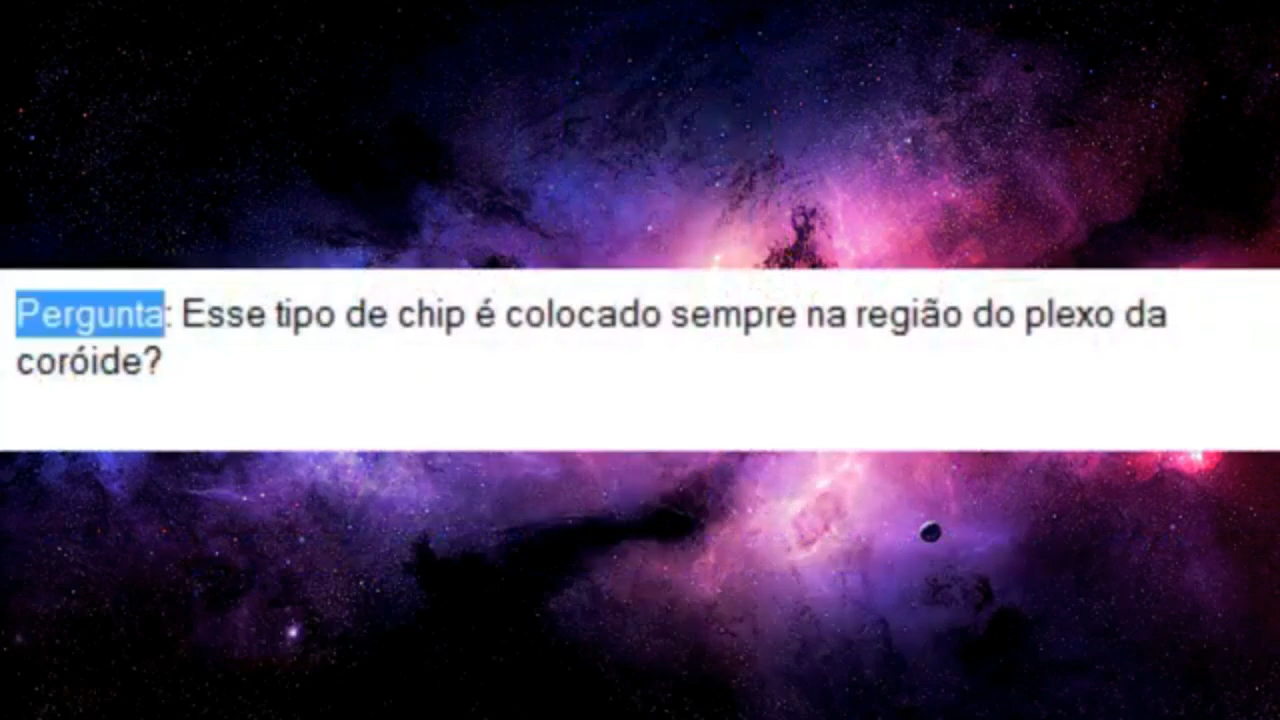 Pergunta: Esse tipo de chip é colocado sempre na região do plexo da
coróide?